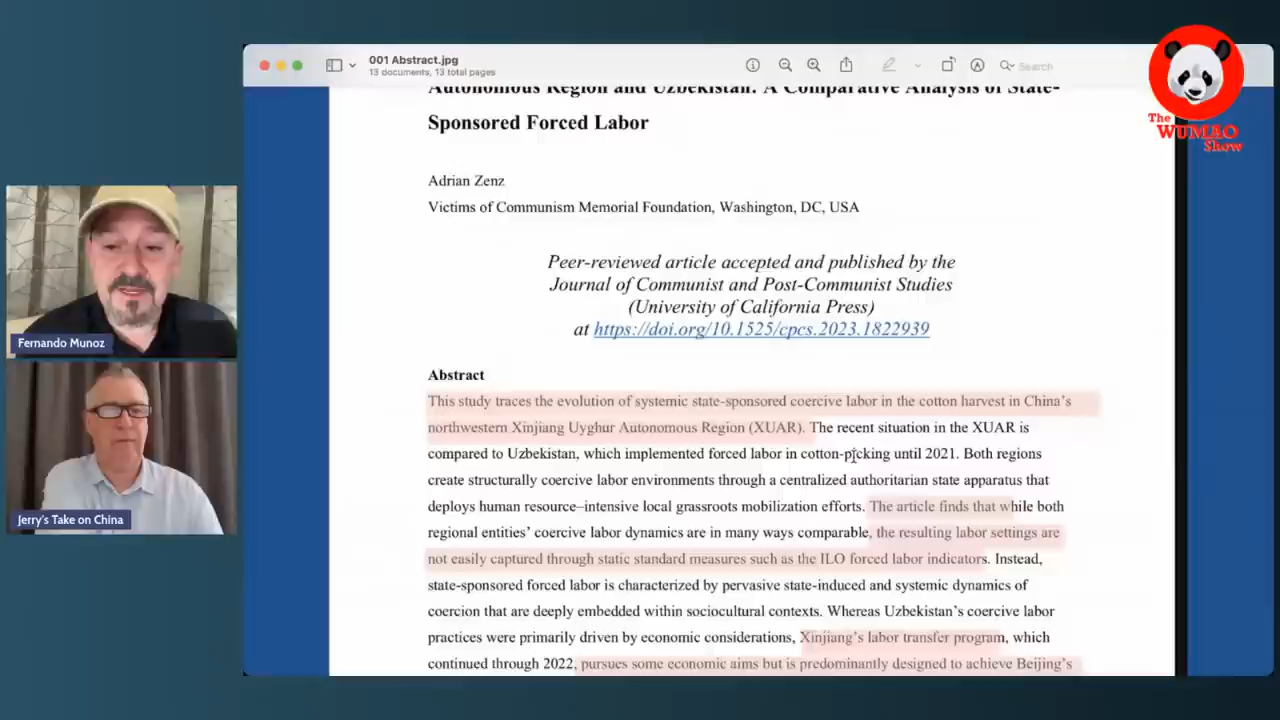 001 Abstract.jpg
13 documents, 13 total pages
Search
The
WUMAO
Show
Autonomous Region and Uzbekistan: A Comparative Analysis of State-
Sponsored Forced Labor
Adrian Zenz
Victims of Communism Memorial Foundation, Washington, DC, USA
Peer-reviewed article accepted and published by the
Journal of Communist and Post-Communist Studies
(University of California Press)
at https://doi.org/10.1525/cpcs.2023.1822939
Abstract
This study traces the evolution of systemic state-sponsored coercive labor in the cotton harvest in China's
northwestern Xinjiang Uyghur Autonomous Region (XUAR). The recent situation in the XUAR is
compared to Uzbekistan, which implemented forced labor in cotton-picking until 2021. Both regions
create structurally coercive labor environments through a centralized authoritarian state apparatus that
deploys human resource–intensive local grassroots mobilization efforts. The article finds that while both
regional entities' coercive labor dynamics are in many ways comparable, the resulting labor settings are
not easily captured through static standard measures such as the ILO forced labor indicators. Instead,
state-sponsored forced labor is characterized by pervasive state-induced and systemic dynamics of
coercion that are deeply embedded within sociocultural contexts. Whereas Uzbekistan's coercive labor
practices were primarily driven by economic considerations, Xinjiang's labor transfer program, which
continued through 2022, pursues some economic aims but is predominantly designed to achieve Beijing's
Fernando Munoz
Jerry's Take on China